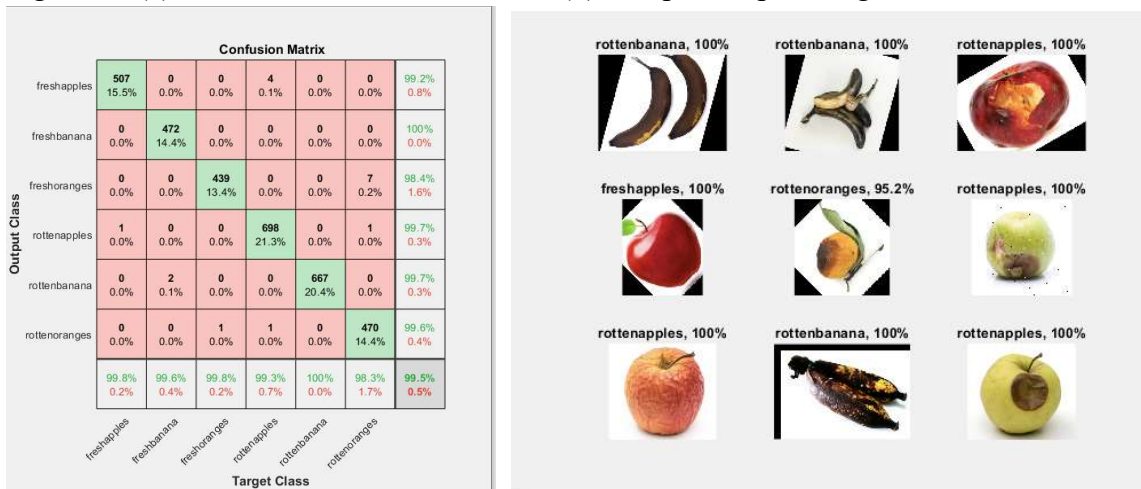 Confusion Matrix
freshapples 507 0 0 4 0 0 99.2%
15.5% 0.0% 0.0% 0.1% 0.0% 0.0% 0.8%
freshbanana 0 472 0 0 0 0 100%
0.0% 14.4% 0.0% 0.0% 0.0% 0.0% 0.0%
freshoranges 0 0 439 0 0 7 98.4%
0.0% 0.0% 13.4% 0.0% 0.0% 0.2% 1.6%
rottenapples 1 0 0 698 0 1 99.7%
0.0% 0.0% 0.0% 21.3% 0.0% 0.0% 0.3%
rottenbanana 0 2 0 0 667 0 99.7%
0.0% 0.1% 0.0% 0.0% 20.4% 0.0% 0.3%
rottenoranges 0 0 1 1 0 470 99.6%
0.0% 0.0% 0.0% 0.0% 0.0% 14.4% 0.4%
99.8% 99.6% 99.8% 99.3% 100% 98.3% 99.5%
0.2% 0.4% 0.2% 0.7% 0.0% 1.7% 0.5%
freshapples freshbanana freshoranges rottenapples rottenbanana rottenoranges
Output Class
Target Class
rottenbanana, 100% rottenbanana, 100% rottenapples, 100%
freshapples, 100% rottenoranges, 95.2% rottenapples, 100%
rottenapples, 100% rottenbanana, 100% rottenapples, 100%